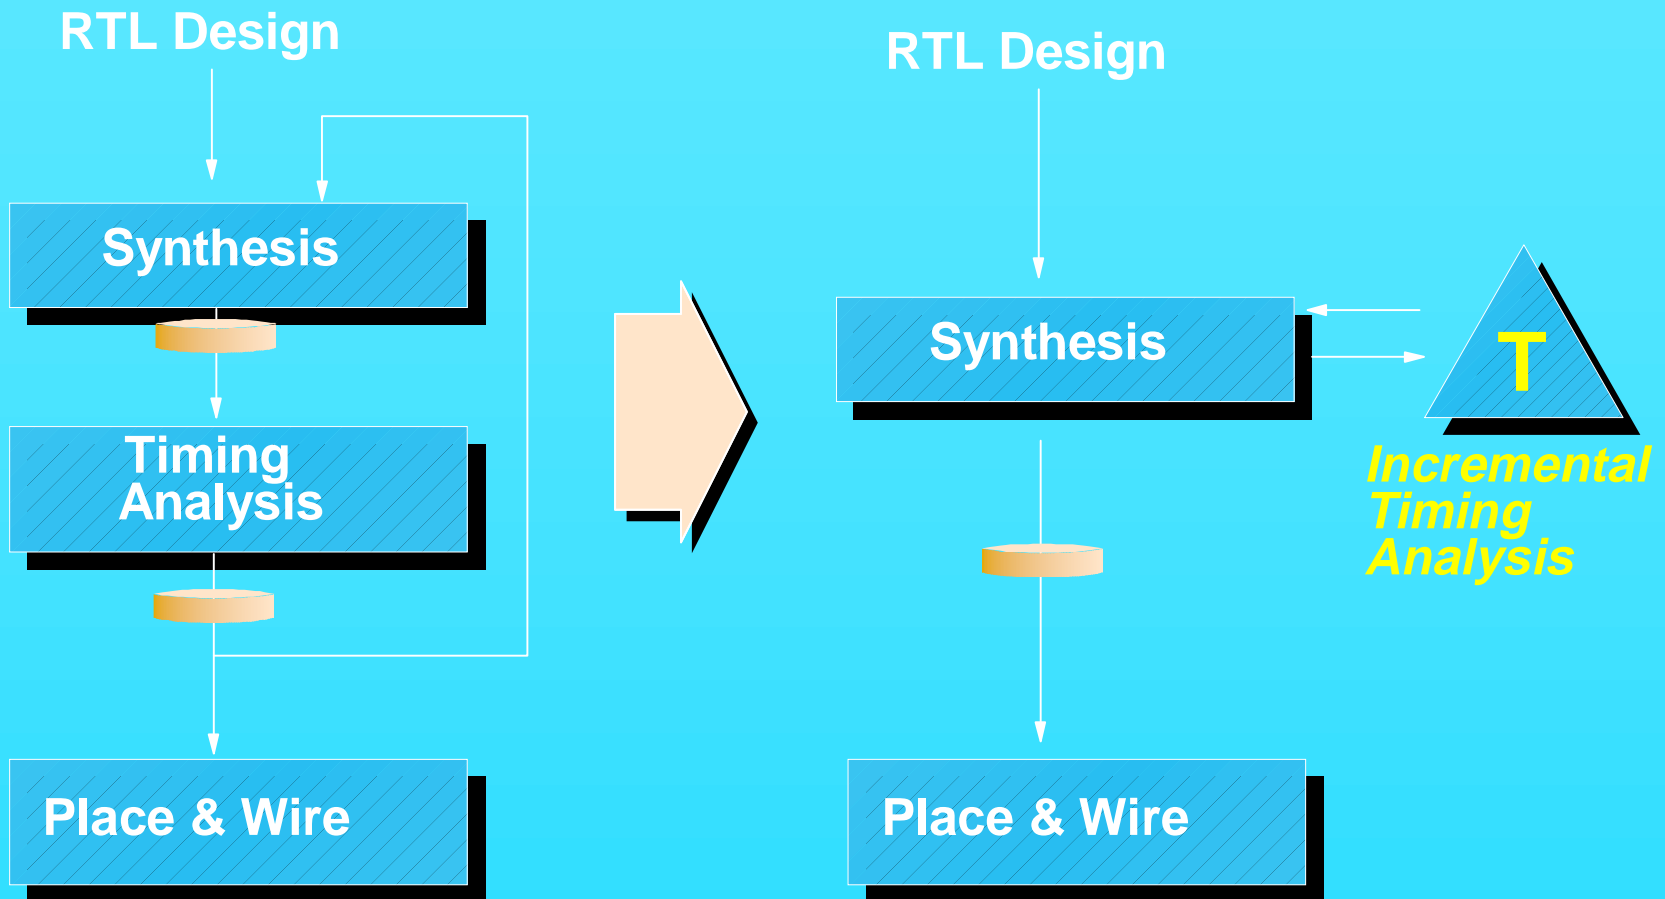 RTL Design
Synthesis
Timing
Analysis
Place & Wire
RTL Design
Synthesis
T
Incremental
Timing
Analysis
Place & Wire